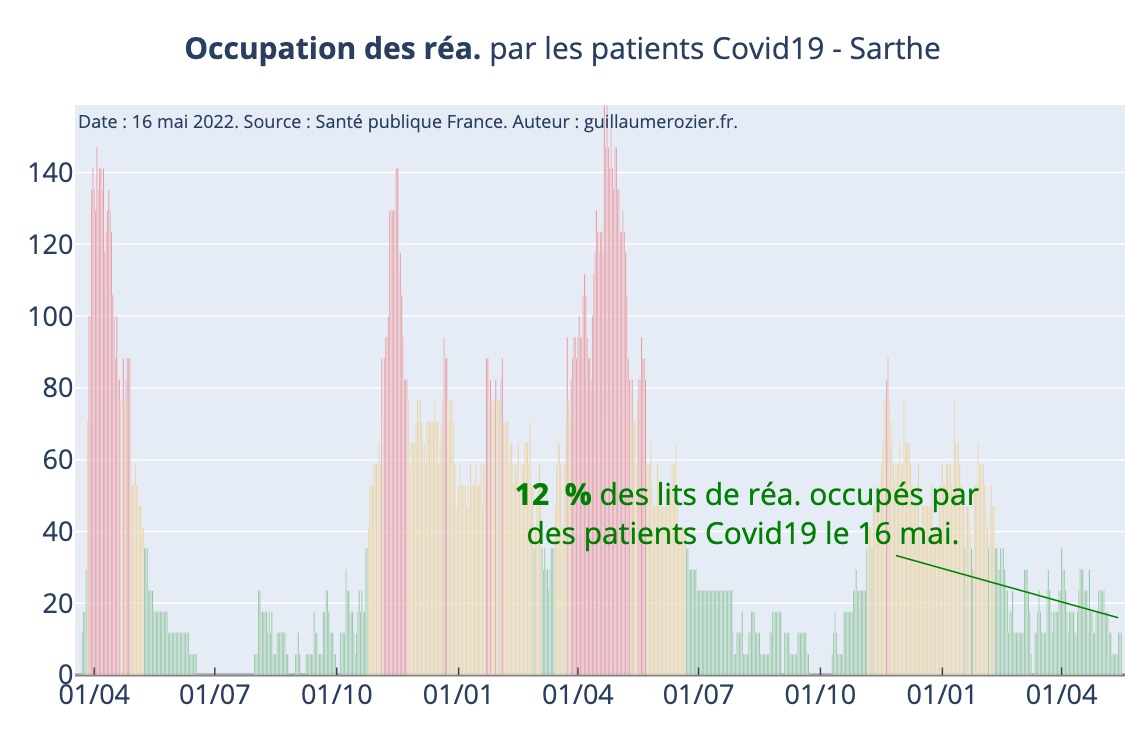 Occupation des réa. par les patients Covid19 - Sarthe
Date : 16 mai 2022. Source : Santé publique France. Auteur : guillaumerozier.fr.
140
120
100
80
60
12 % des lits de réa. occupés par
des patients Covid19 le 16 mai.
40
20
0
01/04 01/07 01/10 01/01 01/04 01/07 01/10 01/01 01/04